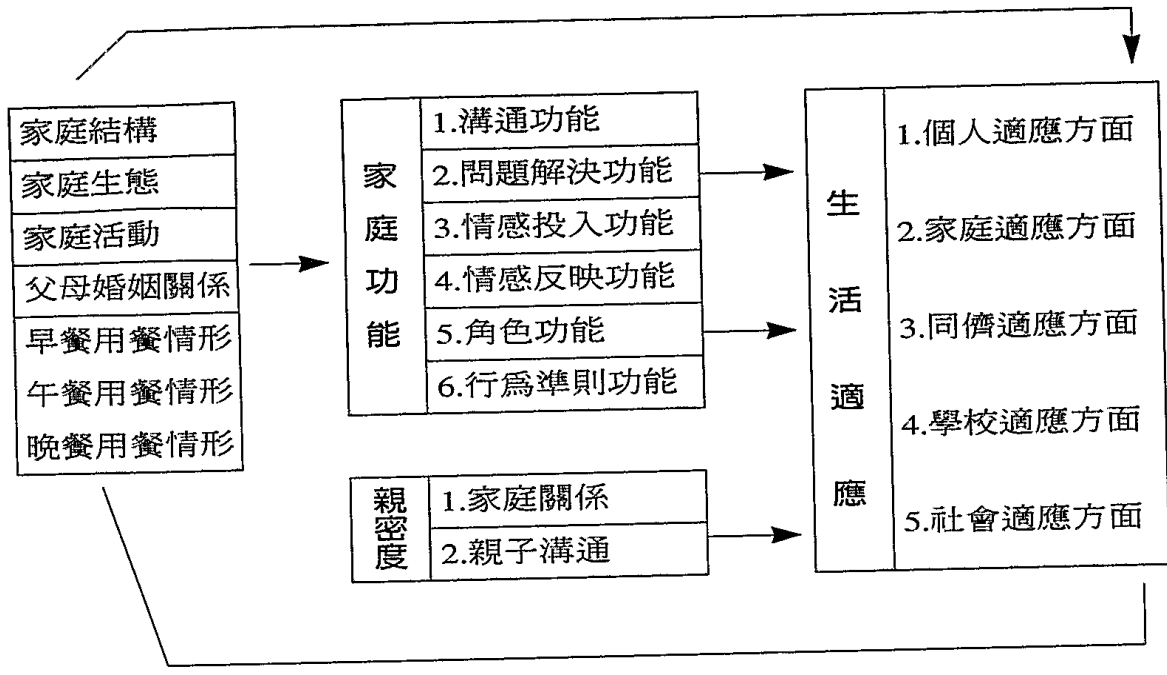 家庭結構
家庭生態
家庭活動
父母婚姻關係
早餐用餐情形
午餐用餐情形
晚餐用餐情形
家庭功能
1.溝通功能
2.問題解決功能
3.情感投入功能
4.情感反映功能
5.角色功能
6.行爲準則功能
親密度
1.家庭關係
2.親子溝通
生活適應
1.個人適應方面
2.家庭適應方面
3.同儕適應方面
4.學校適應方面
5.社會適應方面